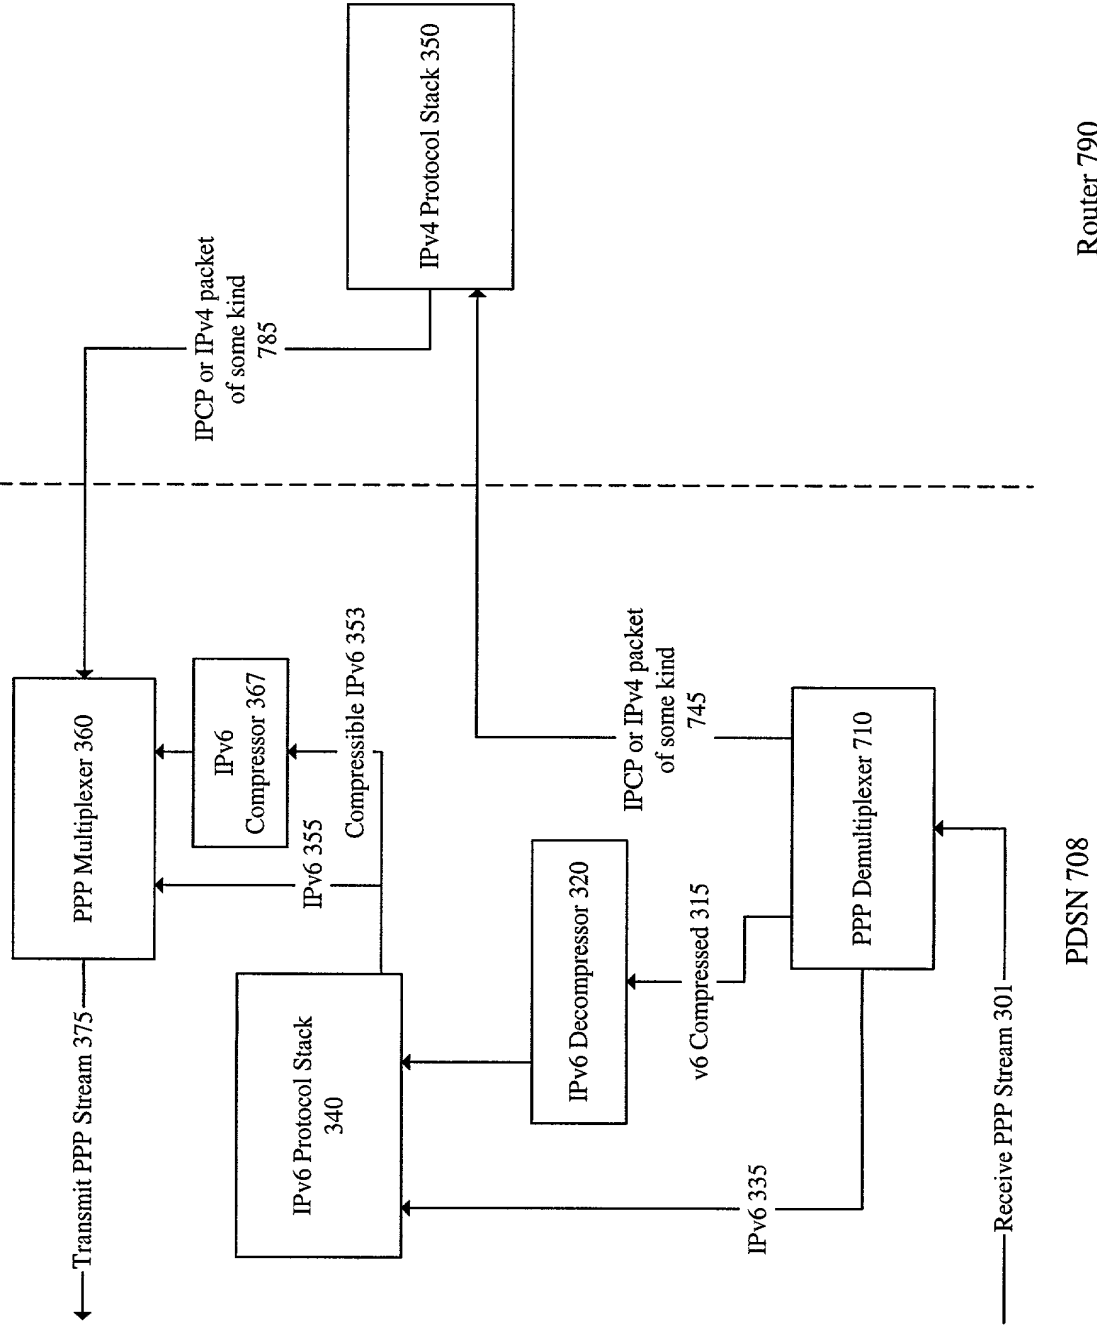 Transmit PPP Stream 375
PPP Multiplexer 360
IPCP or IPv4 packet
of some kind
785
IPv4 Protocol Stack 350
IPv6
Compressor 367
IPv6 355
Compressible IPv6 353
IPv6 Protocol Stack
340
IPv6 Decompressor 320
IPCP or IPv4 packet
of some kind
745
v6 Compressed 315
IPv6 335
PPP Demultiplexer 710
Receive PPP Stream 301
PDSN 708
Router 790